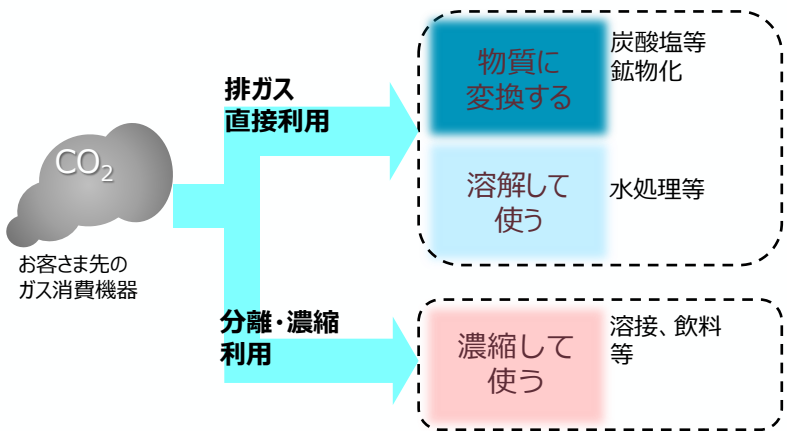 CO₂
お客さま先の
ガス消費機器
排ガス
直接利用
物質に
変換する
炭酸塩等
鉱物化
溶解して
使う
水処理等
分離・濃縮
利用
濃縮して
使う
溶接、飲料
等